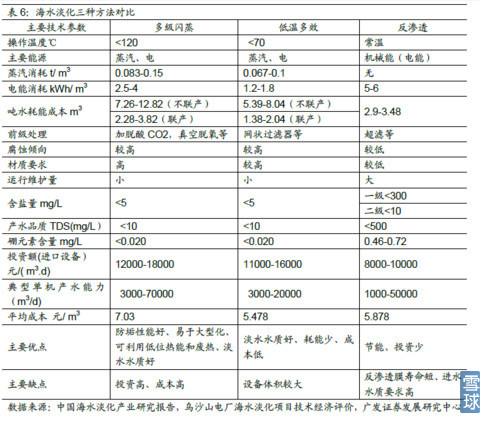 表 6：海水淡化三种方法对比
主要技术参数 多级闪蒸 低温多效 反渗透
操作温度℃ <120 <70 常温
主要能源 蒸汽、电 蒸汽、电 机械能（电能）
蒸汽消耗 t/ m³ 0.083-0.15 0.067-0.1 无
电能消耗 kWh/ m³ 2.5-4 1.2-1.8 5-6
吨水耗能成本 m³ 7.26-12.82（不联产） 5.39-8.04（不联产） 2.9-3.48
2.28-3.82（联产） 1.38-2.04（联产）
前级处理 加脱酸 CO2，真空脱氧等 网状过滤器等 超滤等
腐蚀倾向 较高 较高 较低
材质要求 高 较高 较低
运行维护量 小 小 大
含盐量 mg/L <5 <5 一级<300
二级<10
产水品质 TDS(mg/L) <10 <10 <500
硼元素含量 mg/L <0.020 <0.020 0.46-0.72
投资额(进口设备)
元/( m³.d) 12000-18000 11000-16000 8000-10000
典型单机产水能力
（m³/d) 3000-70000 3000-20000 1000-50000
平均成本 元/ m³ 7.03 5.478 5.878
主要优点 防垢性能好、易于大型化、
可利用低位热能和废热、淡
水水质好 淡水水质好、耗能少、成
本低 节能、投资少
主要缺点 投资高、成本高 设备体积较大 反渗透膜寿命短、进水
水质要求高
数据来源：中国海水淡化产业研究报告，乌沙山电厂海水淡化项目技术经济评价，广发证券发展研究中心
雪球